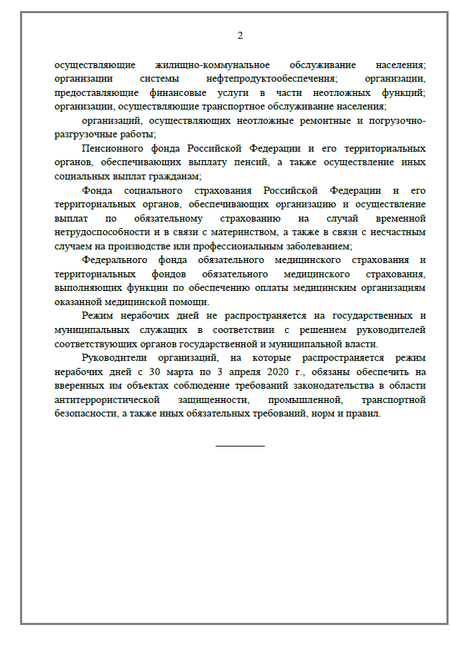 2
осуществляющие жилищно-коммунальное обслуживание населения;
организации системы нефтепродуктообеспечения; организации,
предоставляющие финансовые услуги в части неотложных функций;
организации, осуществляющие транспортное обслуживание населения;
организаций, осуществляющих неотложные ремонтные и погрузочно-
разгрузочные работы;
Пенсионного фонда Российской Федерации и его территориальных
органов, обеспечивающих выплату пенсий, а также осуществление иных
социальных выплат гражданам;
Фонда социального страхования Российской Федерации и его
территориальных органов, обеспечивающих организацию и осуществление
выплат по обязательному страхованию на случай временной
нетрудоспособности и в связи с материнством, а также в связи с несчастным
случаем на производстве или профессиональным заболеванием;
Федерального фонда обязательного медицинского страхования и
территориальных фондов обязательного медицинского страхования,
выполняющих функции по обеспечению оплаты медицинским организациям
оказанной медицинской помощи.
Режим нерабочих дней не распространяется на государственных и
муниципальных служащих в соответствии с решением руководителей
соответствующих органов государственной и муниципальной власти.
Руководители организаций, на которые распространяется режим
нерабочих дней с 30 марта по 3 апреля 2020 г., обязаны обеспечить на
вверенных им объектах соблюдение требований законодательства в области
антитеррористической защищенности, промышленной, транспортной
безопасности, а также иных обязательных требований, норм и правил.